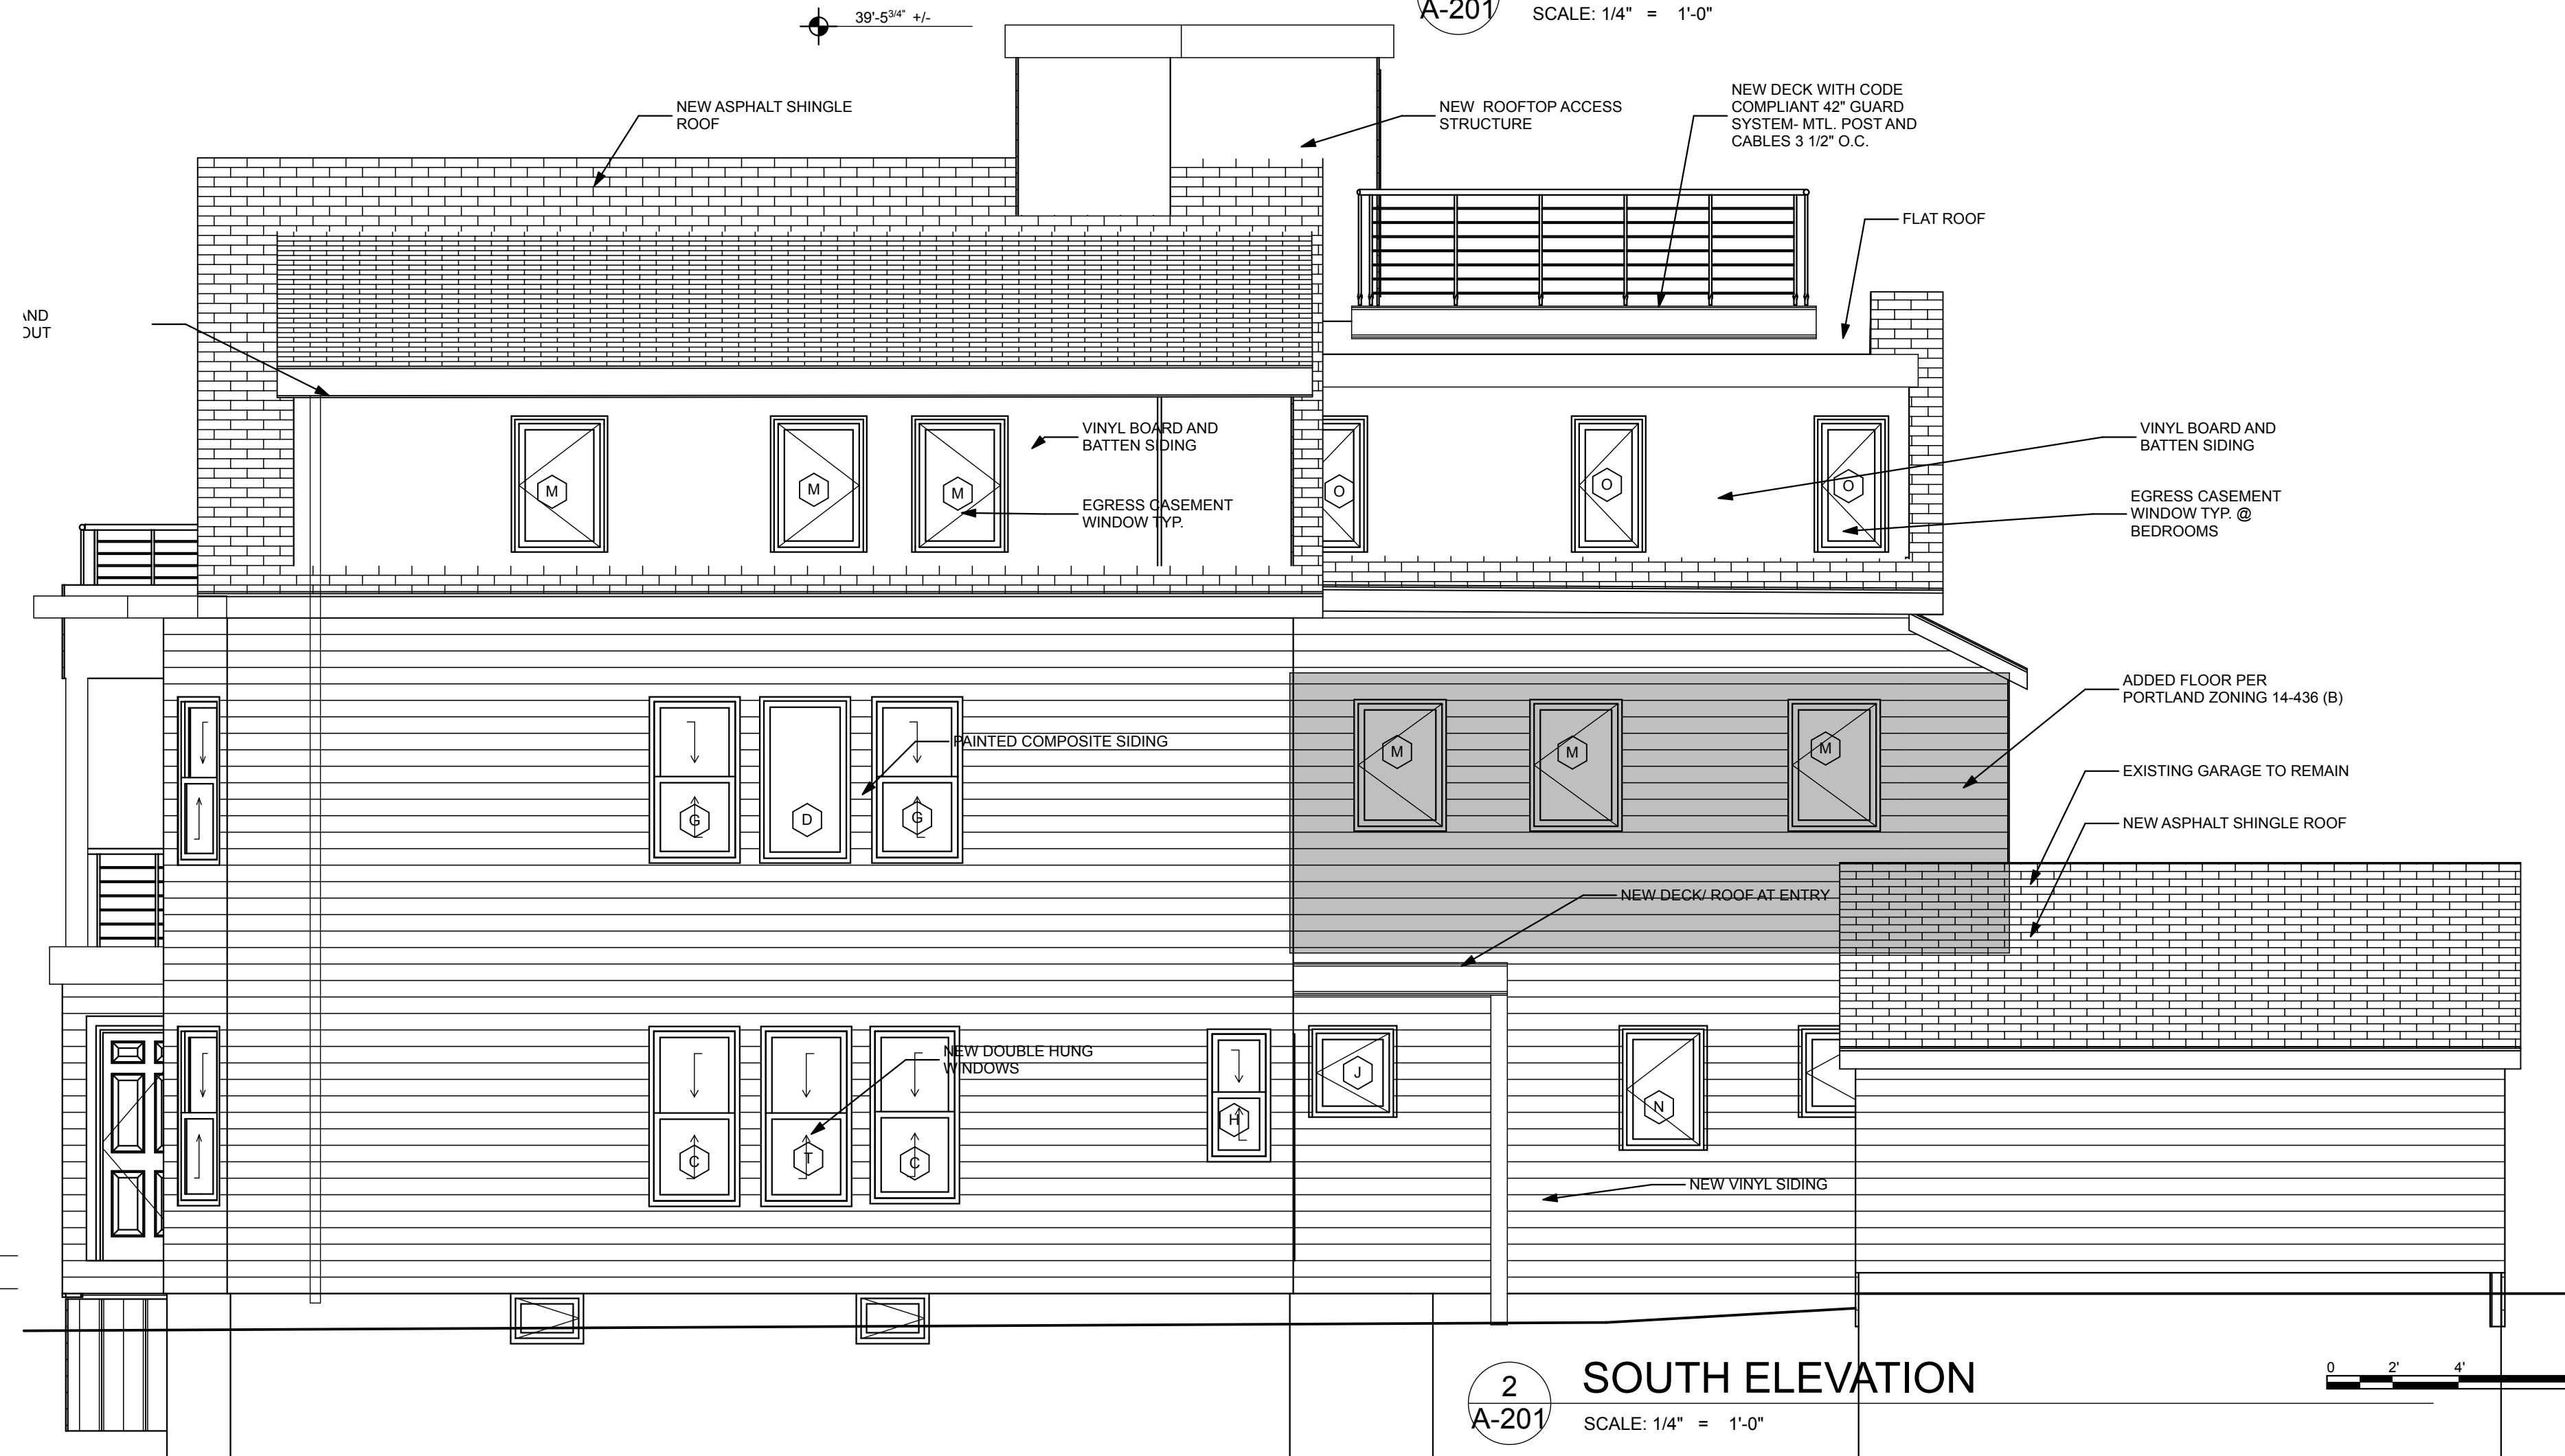 39'-5 3/4" +/-
A-201
SCALE: 1/4" = 1'-0"
NEW ASPHALT SHINGLE
ROOF
NEW ROOFTOP ACCESS
STRUCTURE
NEW DECK WITH CODE
COMPLIANT 42" GUARD
SYSTEM- MTL. POST AND
CABLES 3 1/2" O.C.
FLAT ROOF
AND
OUT
VINYL BOARD AND
BATTEN SIDING
EGRESS CASEMENT
WINDOW TYP.
VINYL BOARD AND
BATTEN SIDING
EGRESS CASEMENT
WINDOW TYP. @
BEDROOMS
M
M
M
O
O
O
ADDED FLOOR PER
PORTLAND ZONING 14-436 (B)
PAINTED COMPOSITE SIDING
G
D
G
M
M
M
EXISTING GARAGE TO REMAIN
NEW ASPHALT SHINGLE ROOF
NEW DECK/ ROOF AT ENTRY
NEW DOUBLE HUNG
WINDOWS
C
T
C
H
J
N
NEW VINYL SIDING
2
A-201
SOUTH ELEVATION
SCALE: 1/4" = 1'-0"
0 2' 4'